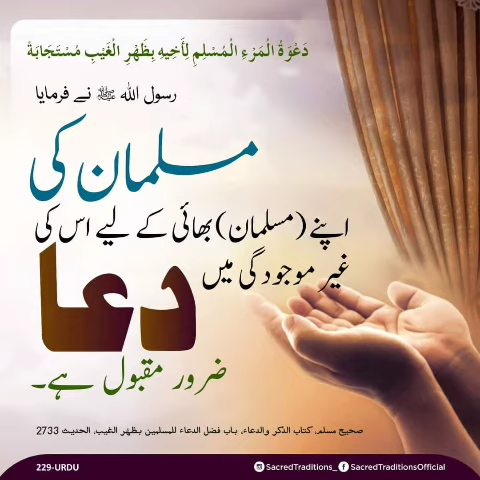 دَعْوَةُ الْمَرْءِ الْمُسْلِمِ لِأَخِيهِ بِظَهْرِ الْغَيْبِ مُسْتَجَابَةٌ
رسول الله ﷺ نے فرمایا
مسلمان کی
اپنے (مسلمان) بھائی کے لیے اس کی
غیر موجودگی میں
دعا
ضرور مقبول ہے۔
صحیح مسلم، کتاب الذکر والدعاء، باب فضل الدعاء للمسلمین بظهر الغیب، الحدیث 2733
229-URDU
SacredTraditions_
SacredTraditionsOfficial